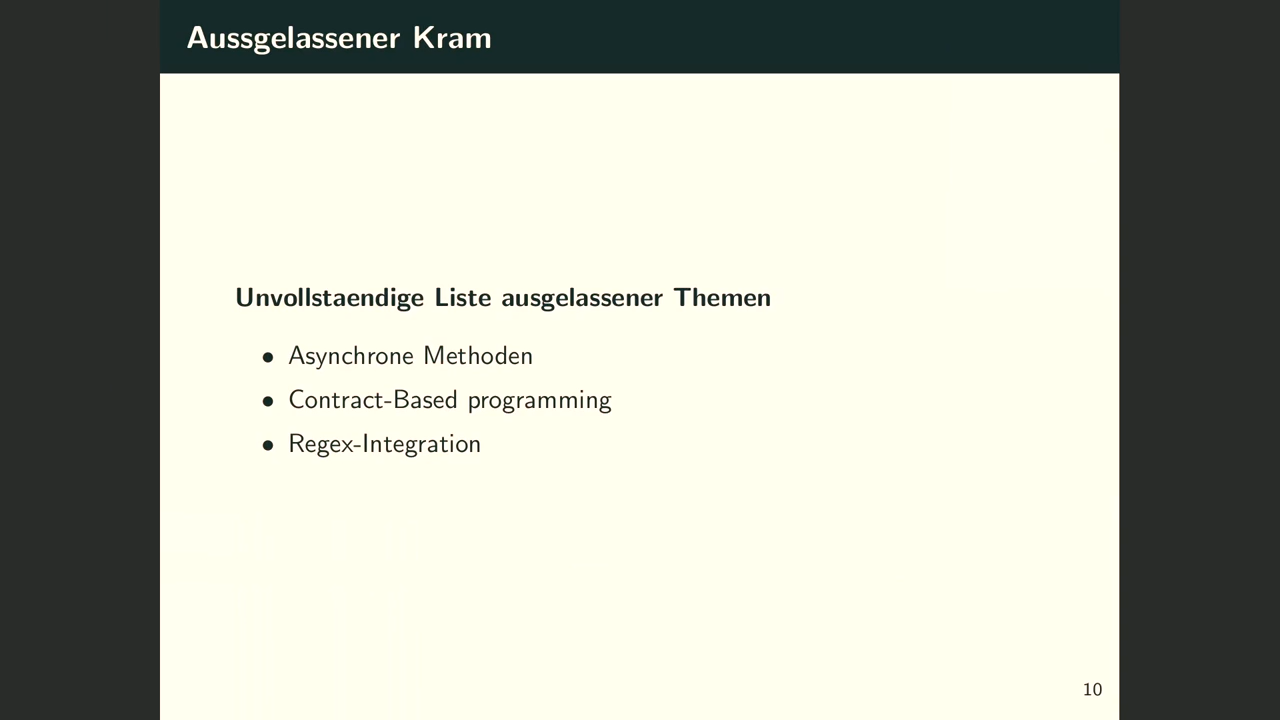 Aussgelassener Kram
Unvollstaendige Liste ausgelassener Themen
• Asynchrone Methoden
• Contract-Based programming
• Regex-Integration
10